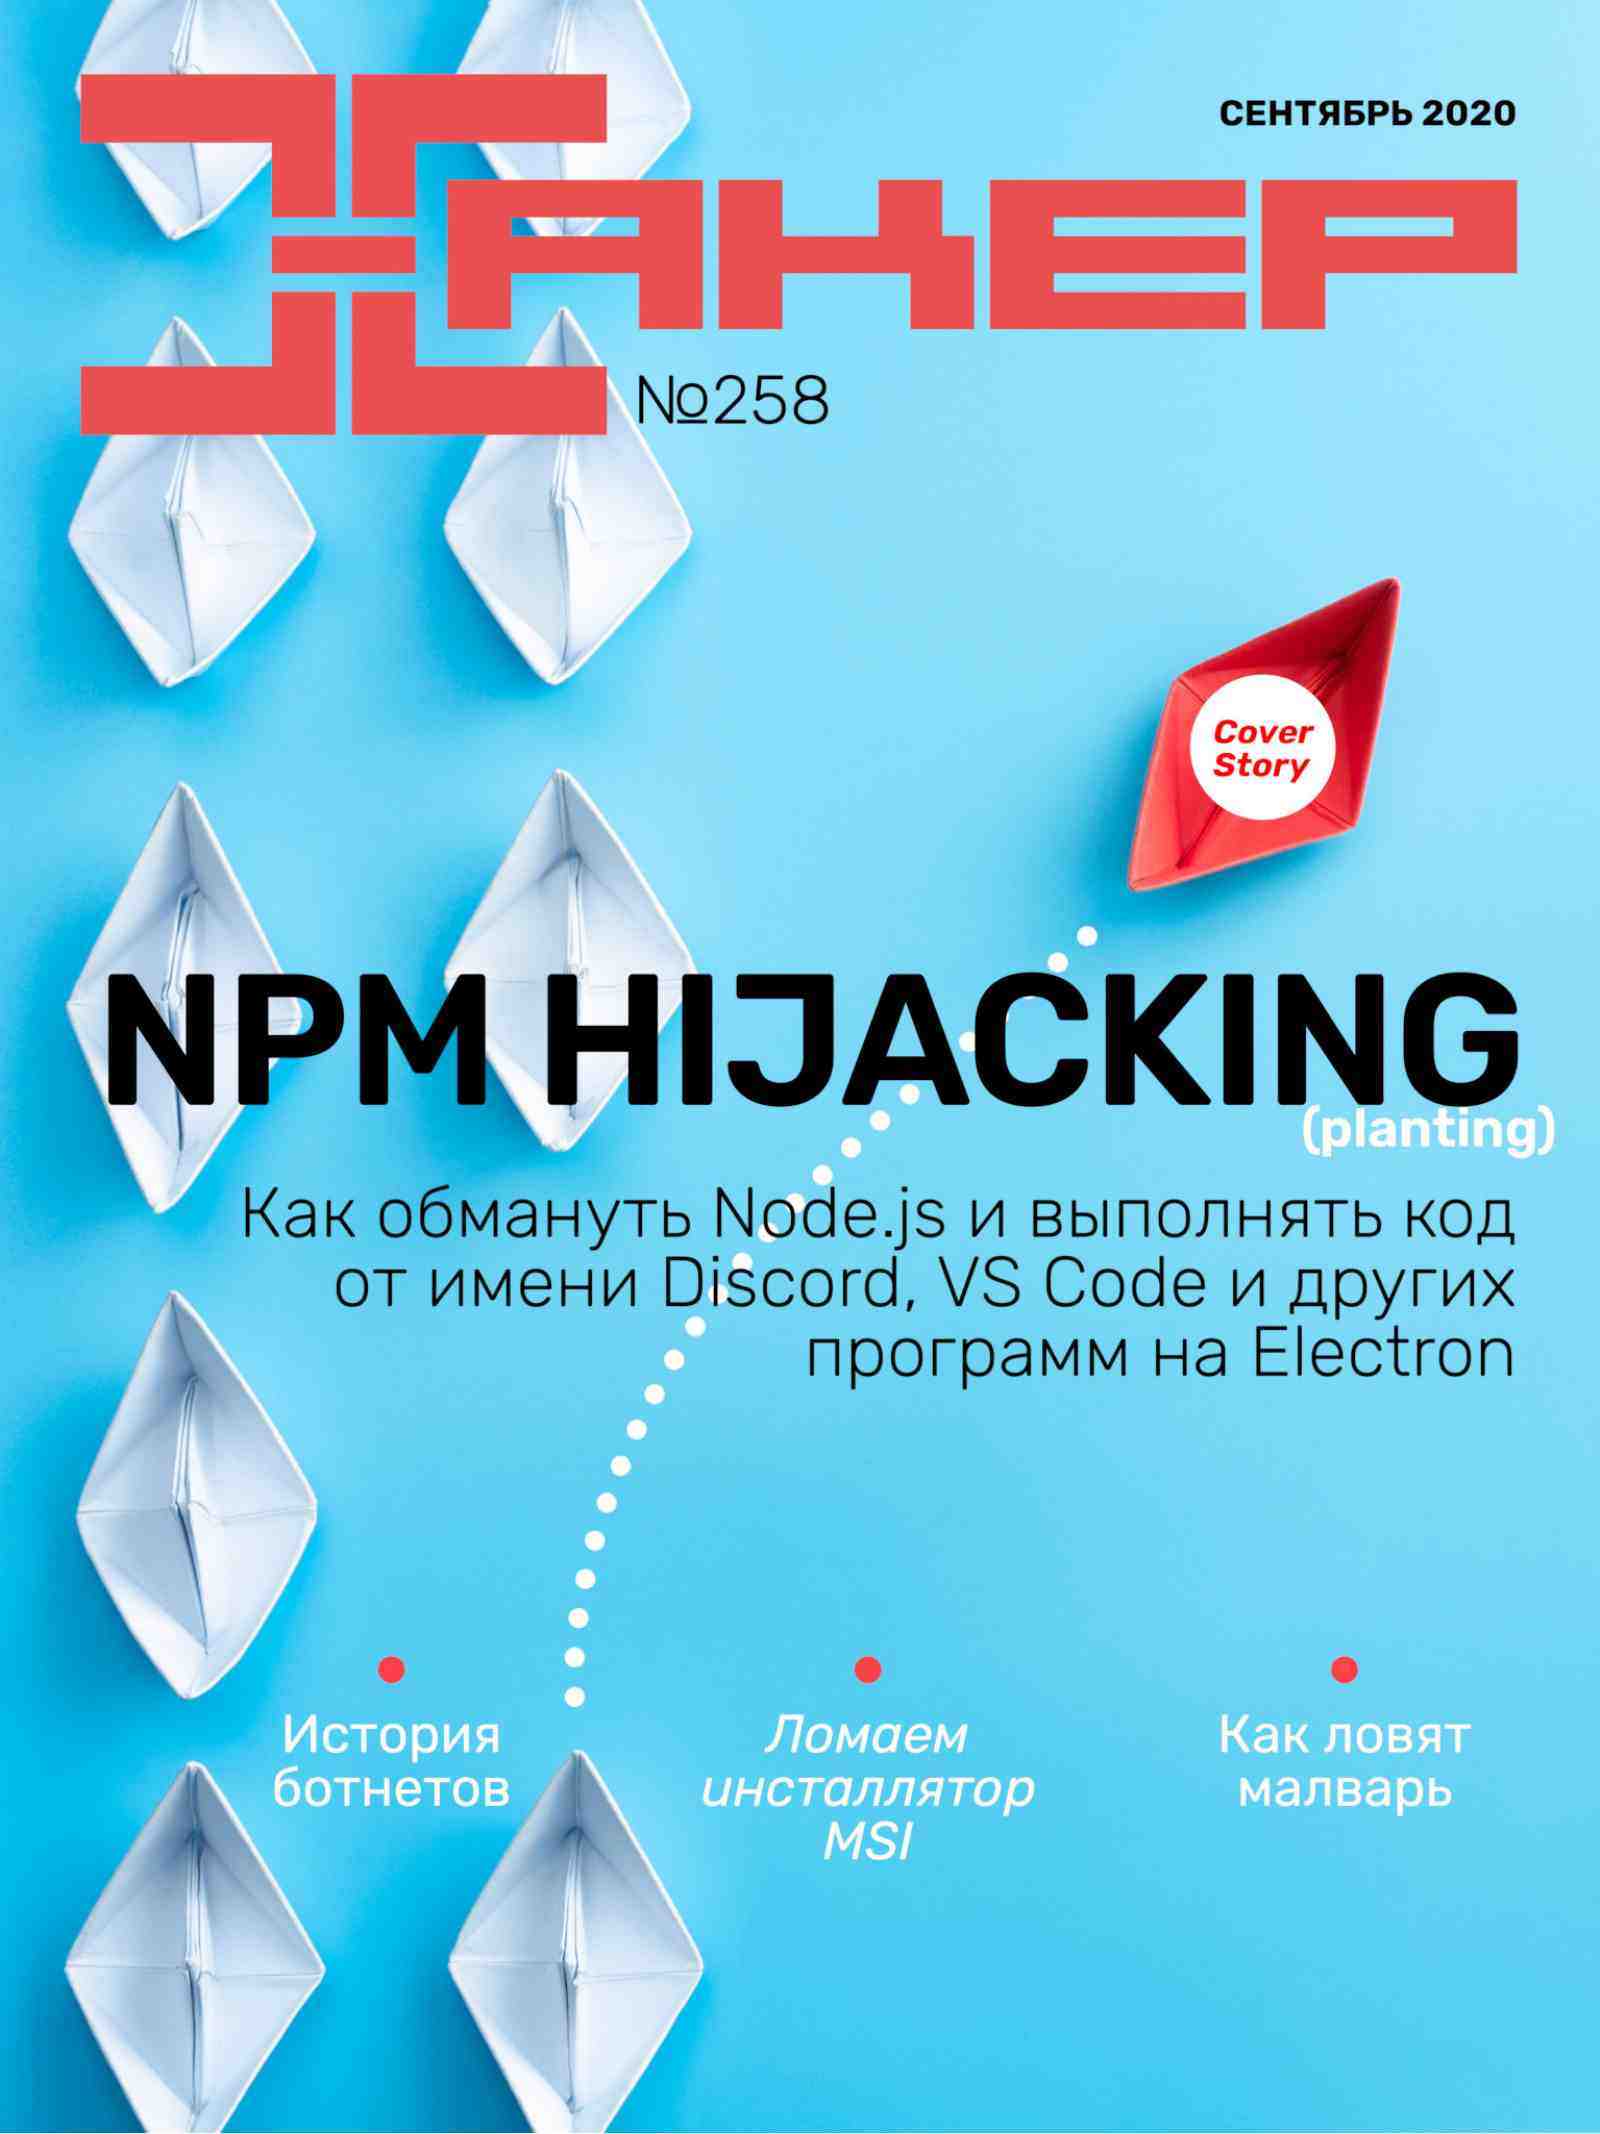 СЕНТЯБРЬ 2020
ХАКЕР
№258
Cover
Story
NPM HIJACKING
(planting)
Как обмануть Node.js и выполнять код
от имени Discord, VS Code и других
программ на Electron
История
ботнетов
Ломаем
инсталлятор
MSI
Как ловят
малварь